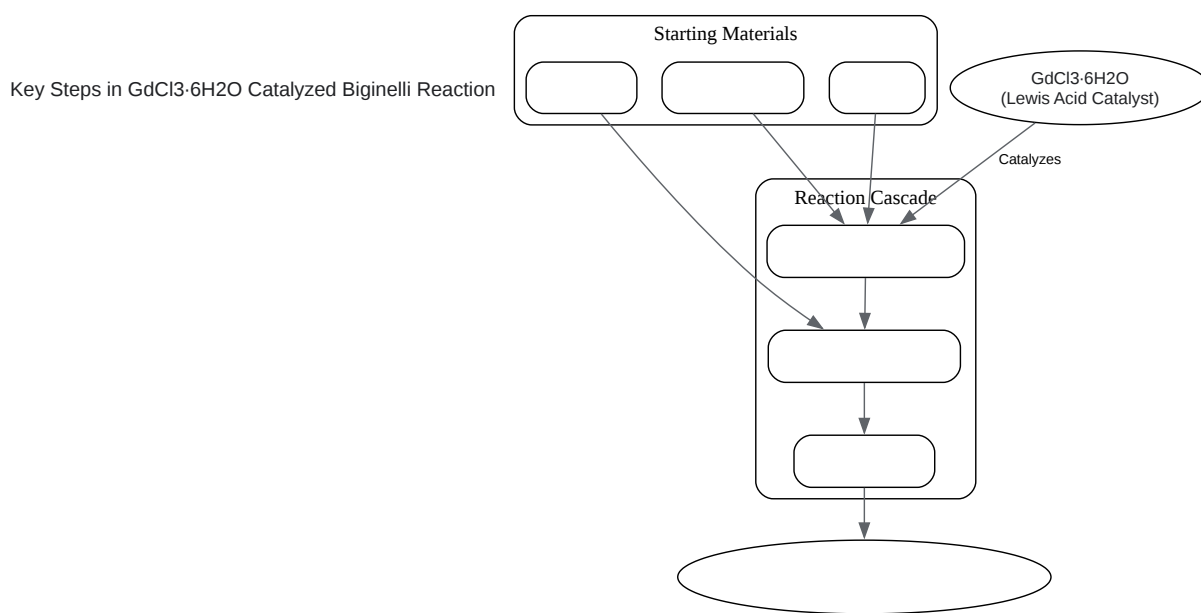 Starting Materials
Key Steps in GdCl3·6H2O Catalyzed Biginelli Reaction
GdCl3·6H2O
(Lewis Acid Catalyst)
Catalyzes
Reaction Cascade